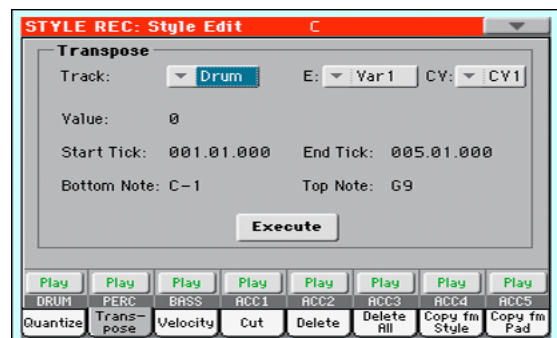 STYLE REC: Style Edit C
Transpose
Track: Drum E: Var1 CV: CV1
Value: 0
Start Tick: 001.01.000 End Tick: 005.01.000
Bottom Note: C-1 Top Note: G9
Execute
Play Play Play Play Play Play Play Play
DRUM PERC BASS ACC1 ACC2 ACC3 ACC4 ACC5
Quantize Trans-pose Velocity Cut Delete Delete All Copy fm Style Copy fm Pad